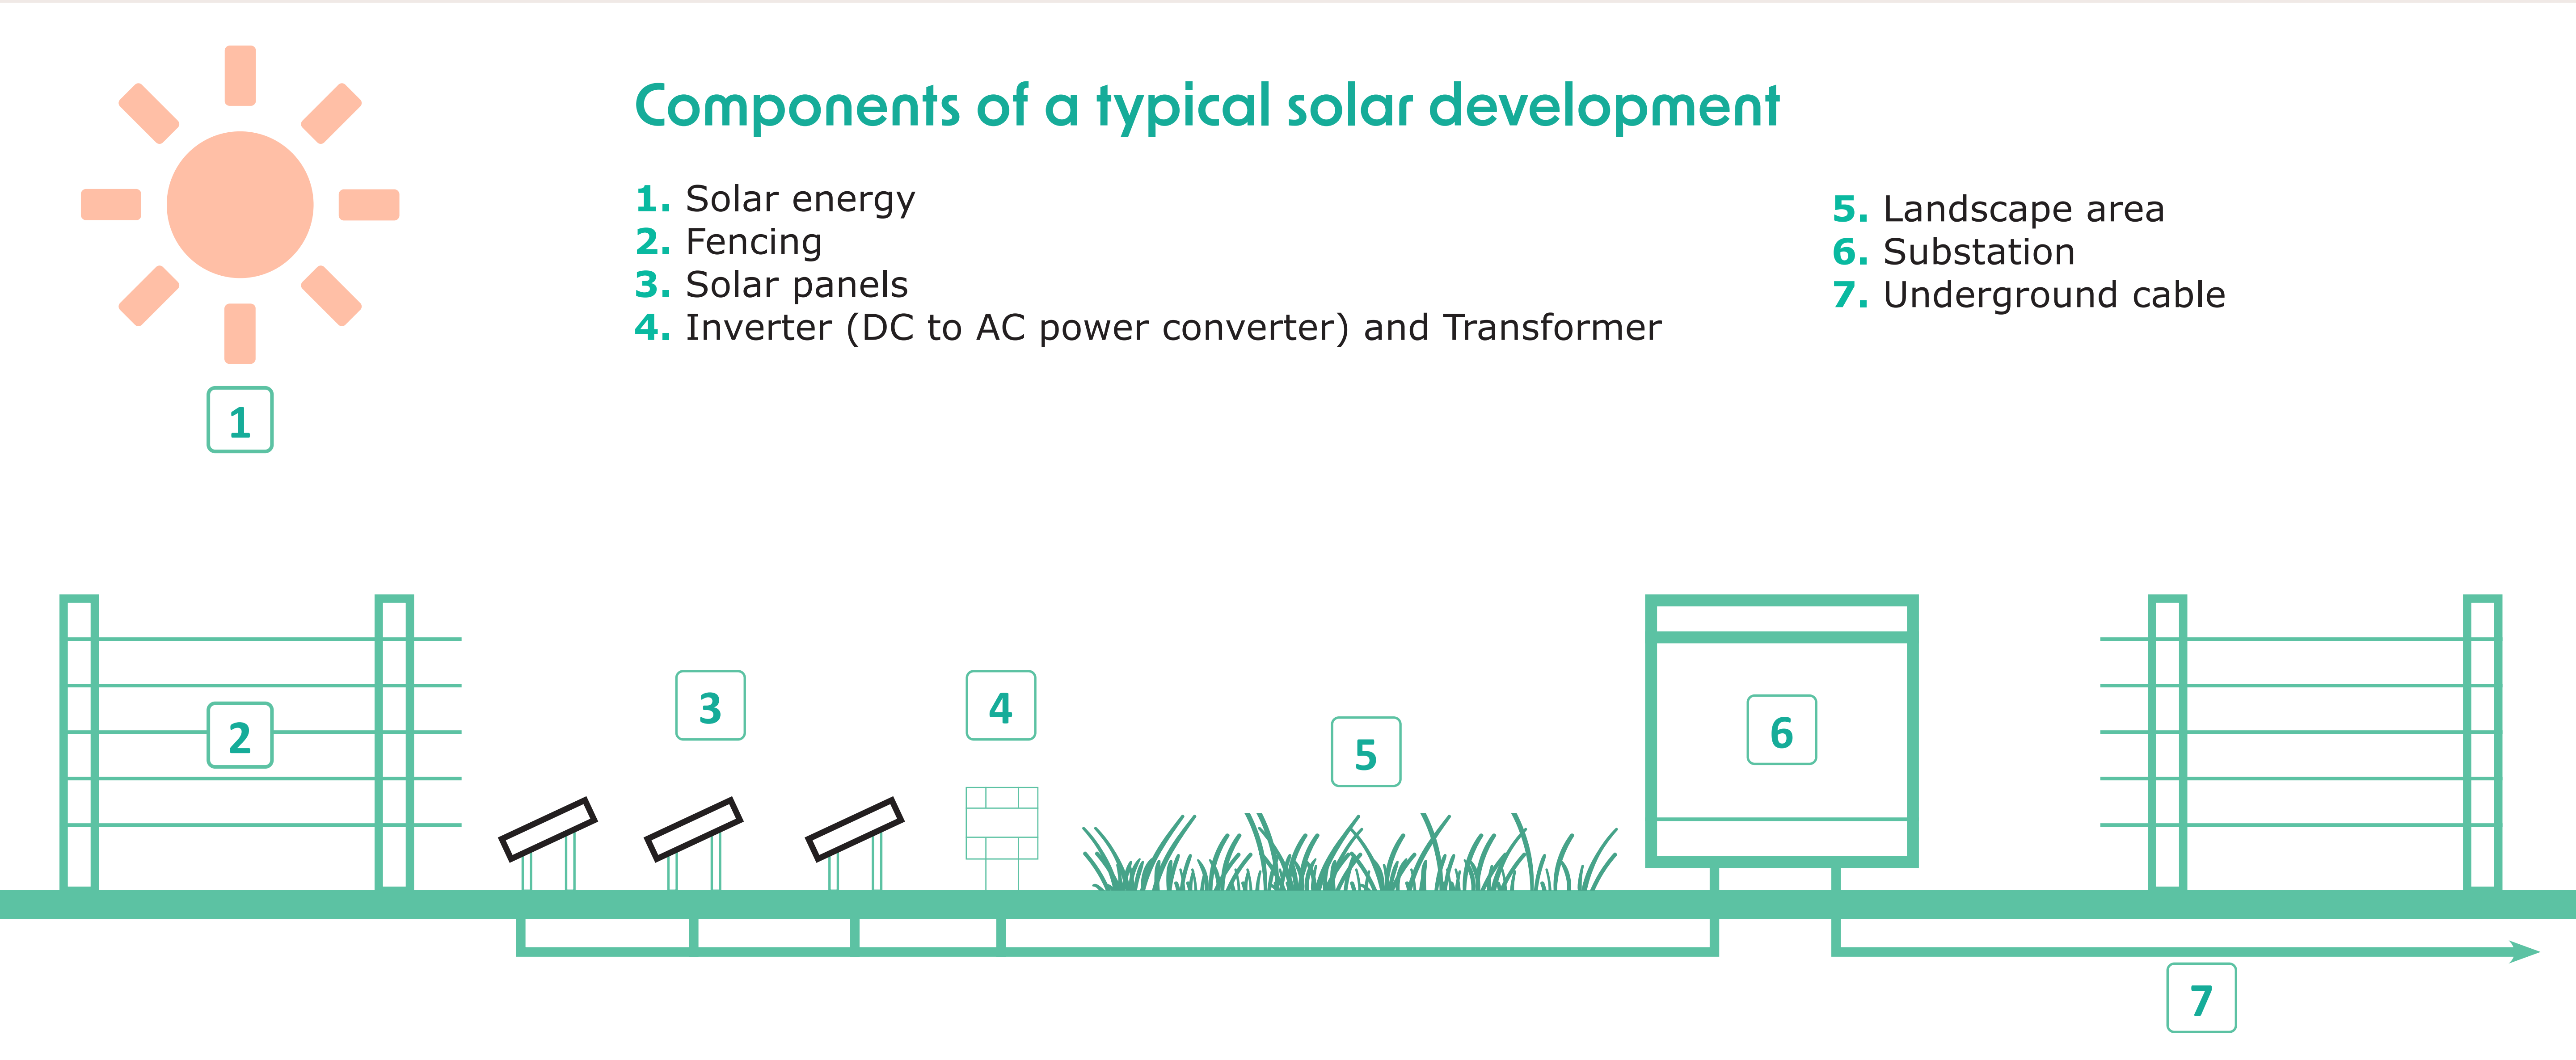 Components of a typical solar development
1. Solar energy
2. Fencing
3. Solar panels
4. Inverter (DC to AC power converter) and Transformer
5. Landscape area
6. Substation
7. Underground cable
1
2
3
4
5
6
7